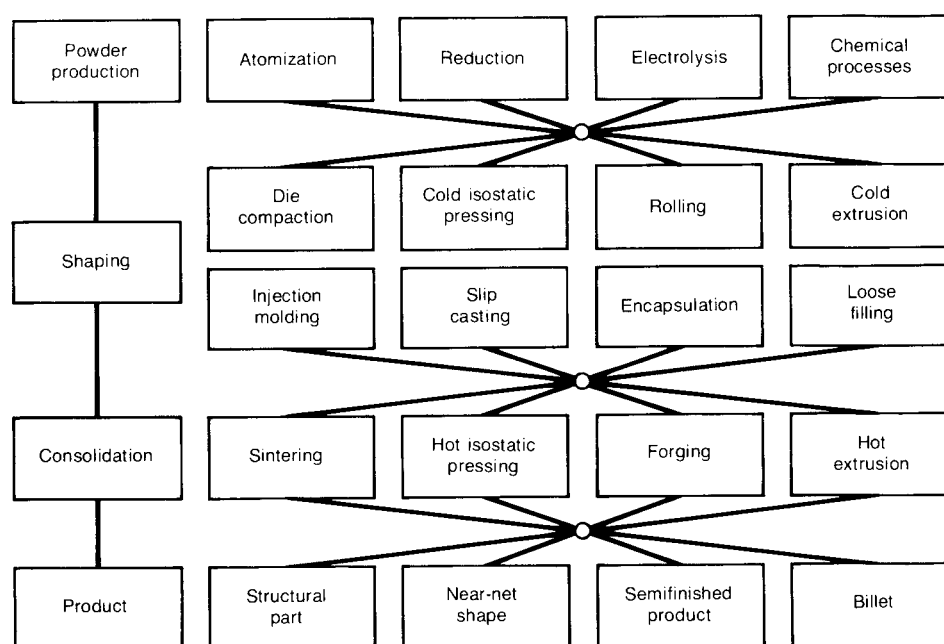 Powder
production
Atomization
Reduction
Electrolysis
Chemical
processes
Die
compaction
Cold isostatic
pressing
Rolling
Cold
extrusion
Shaping
Injection
molding
Slip
casting
Encapsulation
Loose
filling
Consolidation
Sintering
Hot isostatic
pressing
Forging
Hot
extrusion
Product
Structural
part
Near-net
shape
Semifinished
product
Billet